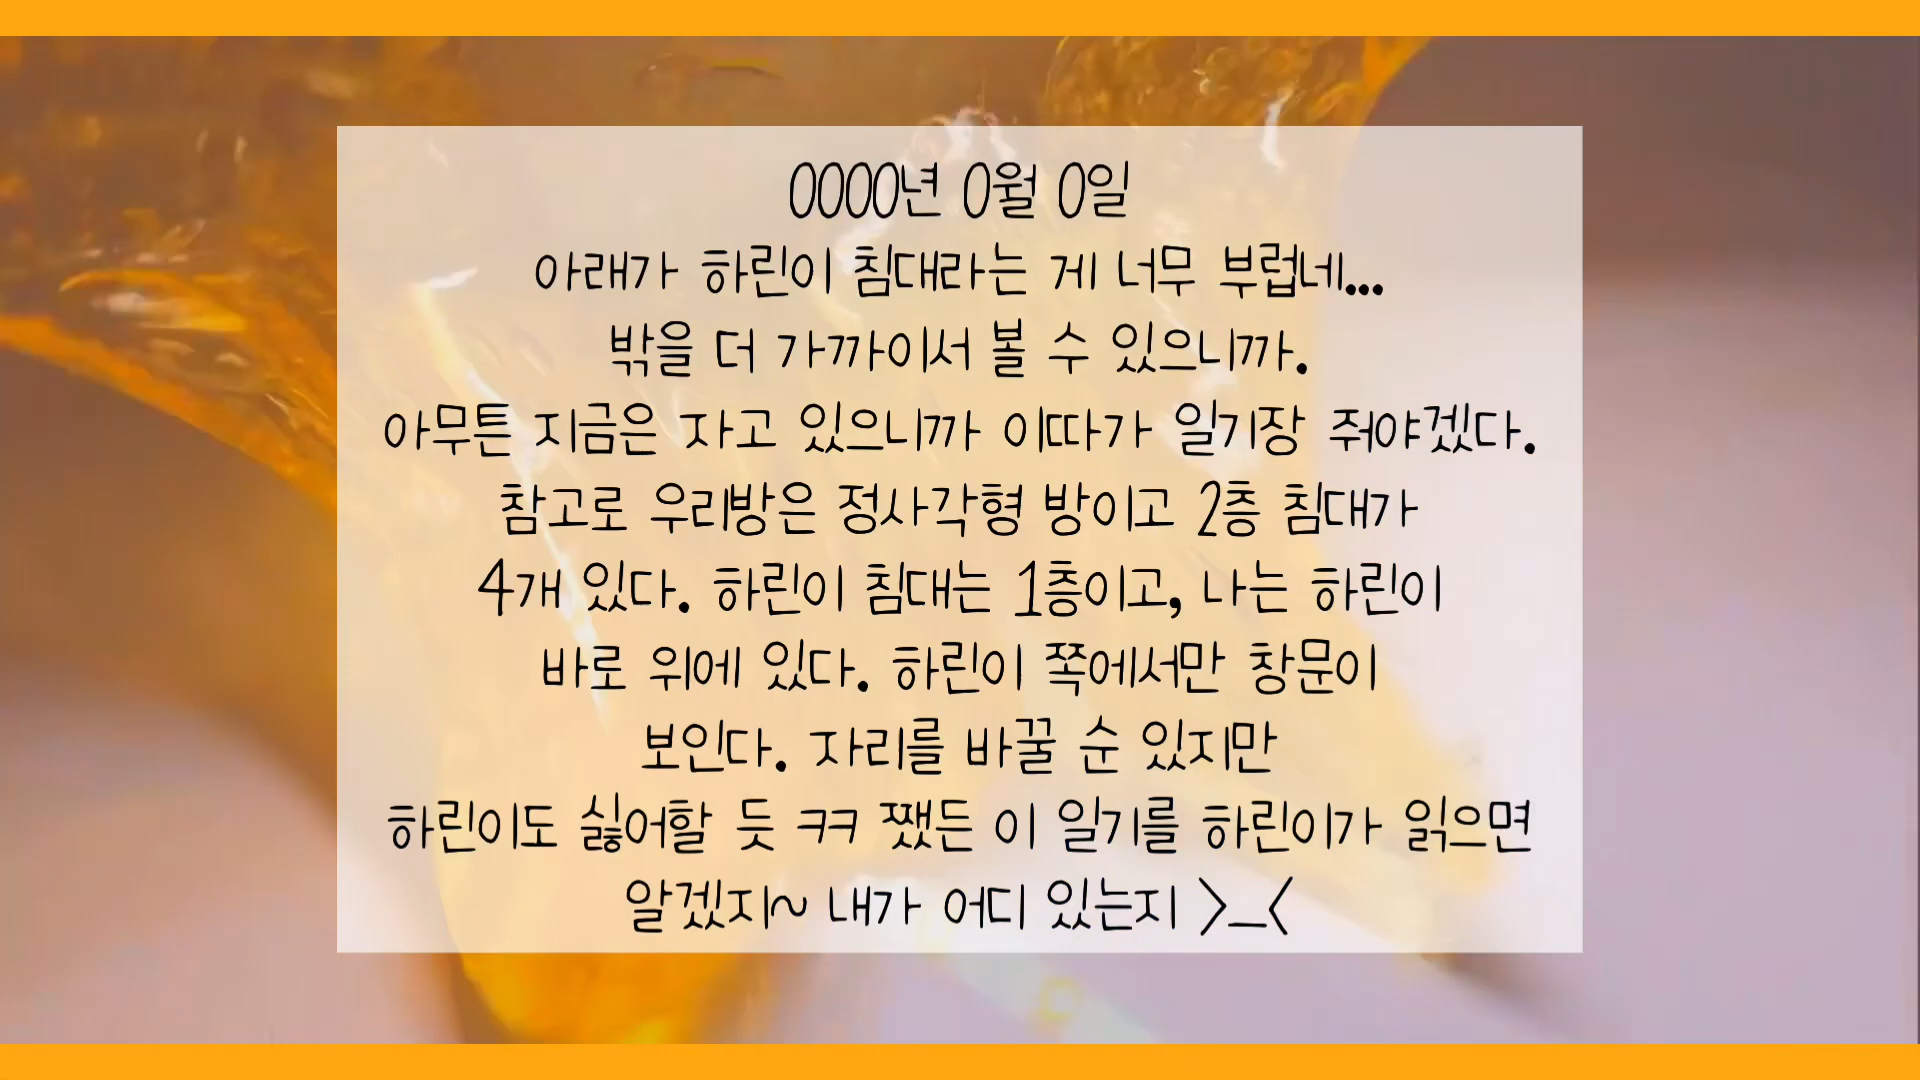 0000년 0월 0일
아래가 하린이 침대라는 게 너무 부럽네...
밖을 더 가까이서 볼 수 있으니까.
아무튼 지금은 자고 있으니까 이따가 일기장 줘야겠다.
참고로 우리방은 정사각형 방이고 2층 침대가
4개 있다. 하린이 침대는 1층이고, 나는 하린이
바로 위에 있다. 하린이 쪽에서만 창문이
보인다. 자리를 바꿀 순 있지만
하린이도 싫어할 듯 ㅋㅋ 쨌든 이 일기를 하린이가 읽으면
알겠지~ 내가 어디 있는지 >_<